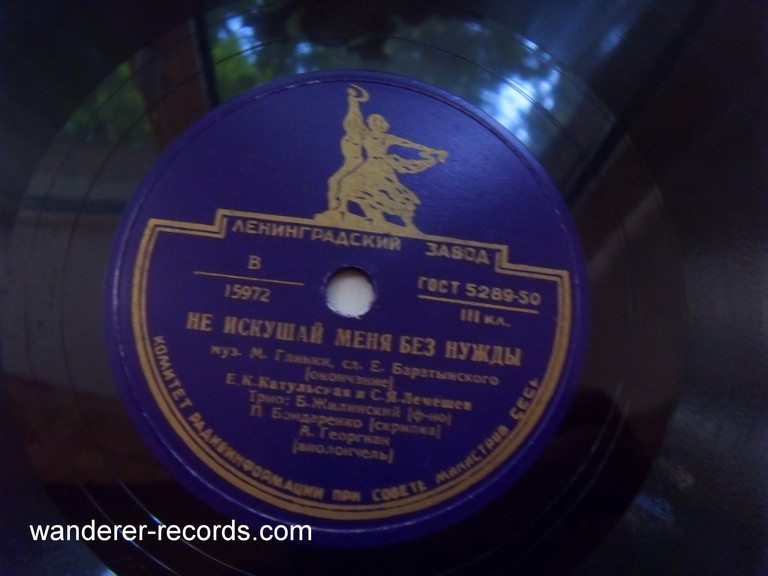 ЛЕНИНГРАДСКИЙ ЗАВОД
В
15972
ГОСТ 5289-50
III кл.
НЕ ИСКУШАЙ МЕНЯ БЕЗ НУЖДЫ
муз. М. Глинки, сл. Е. Баратынского
(окончание)
Е.К.Катульская и С.Я.Лемешев
Трио: Б.Жилинский (ф-но)
П. Бондаренко (скрипка)
А. Георгиан
(виолончель)
КОМИТЕТ РАДИОИНФОРМАЦИИ ПРИ СОВЕТЕ МИНИСТРОВ СССР
wanderer-records.com